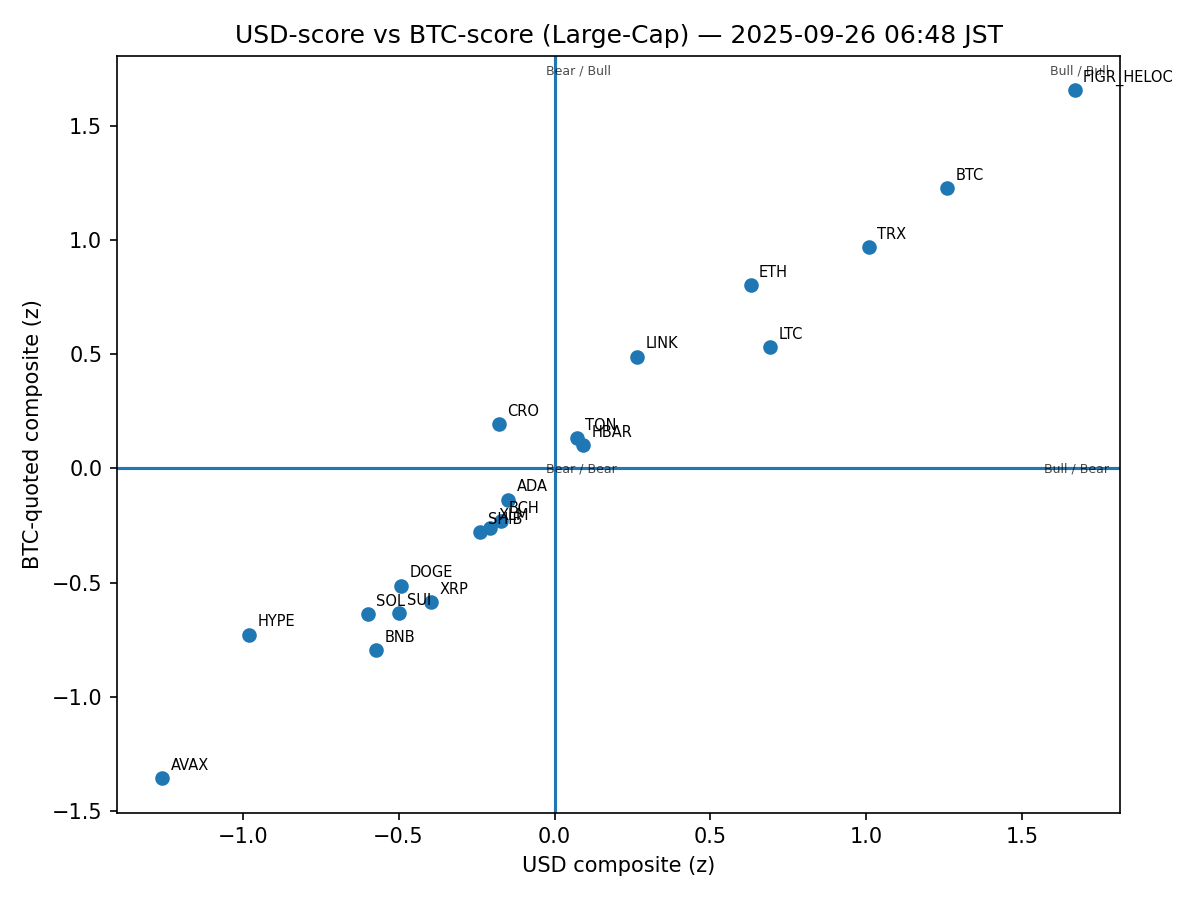 USD-score vs BTC-score (Large-Cap) — 2025-09-26 06:48 JST
Bear / Bull
Bull / Bull
FIGR_HELOC
BTC
TRX
ETH
LTC
LINK
CRO
TON
HBAR
Bear / Bear
Bull / Bear
ADA
BCH
XLM
SHIB
DOGE
XRP
SUI
SOL
HYPE
BNB
AVAX
1.5
1.0
0.5
0.0
−0.5
−1.0
−1.5
BTC-quoted composite (z)
−1.0
−0.5
0.0
0.5
1.0
1.5
USD composite (z)